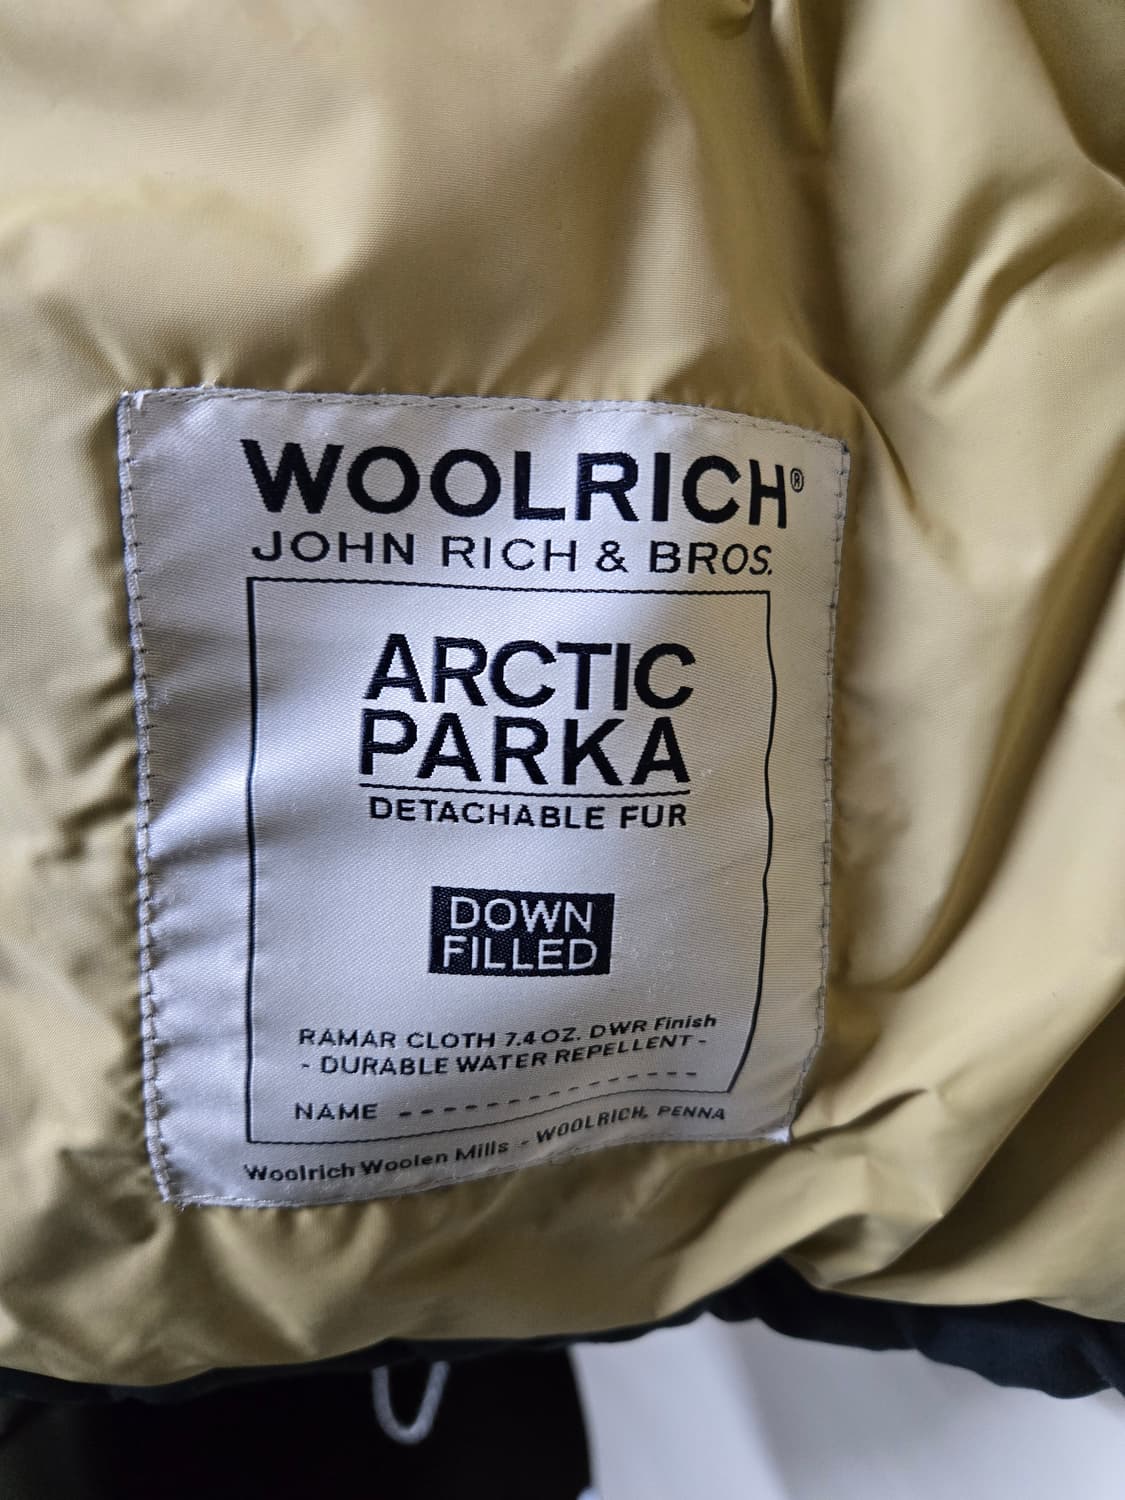 WOOLRICH®
JOHN RICH & BROS.
ARCTIC
PARKA
DETACHABLE FUR
DOWN
FILLED
RAMAR CLOTH 7.4 OZ. DWR Finish
- DURABLE WATER REPELLENT -
NAME - - - - - - - - - - - - - -
Woolrich Woolen Mills - WOOLRICH, PENNA